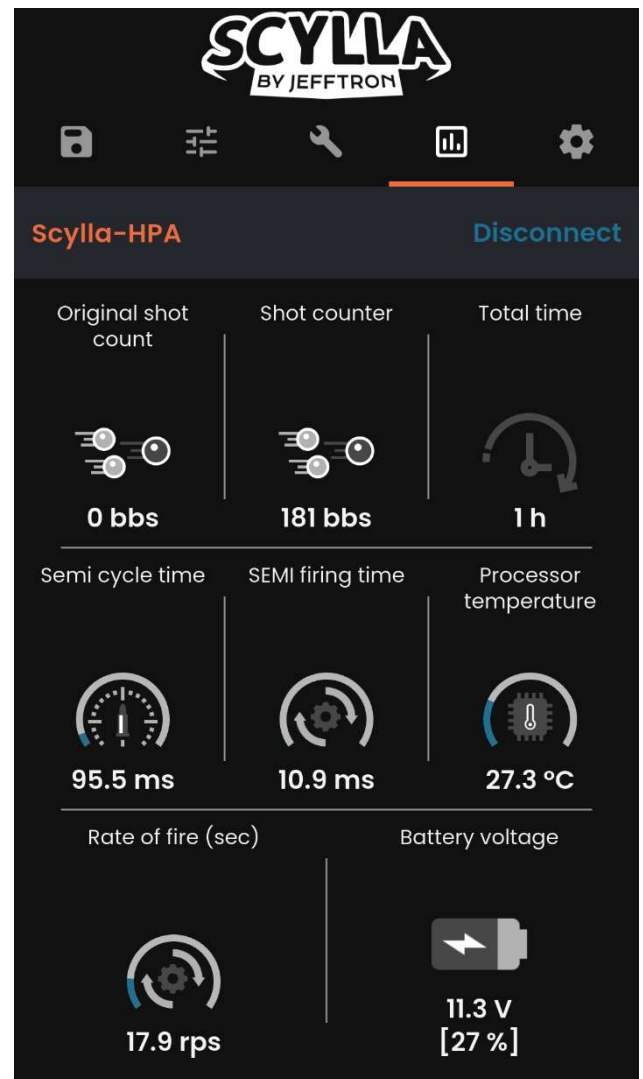 SCYLLA
BY JEFFTRON
Scylla-HPA
Disconnect
Original shot
count
Shot counter
Total time
0 bbs
181 bbs
1 h
Semi cycle time
SEMI firing time
Processor
temperature
95.5 ms
10.9 ms
27.3 °C
Rate of fire (sec)
Battery voltage
17.9 rps
11.3 V
[27 %]